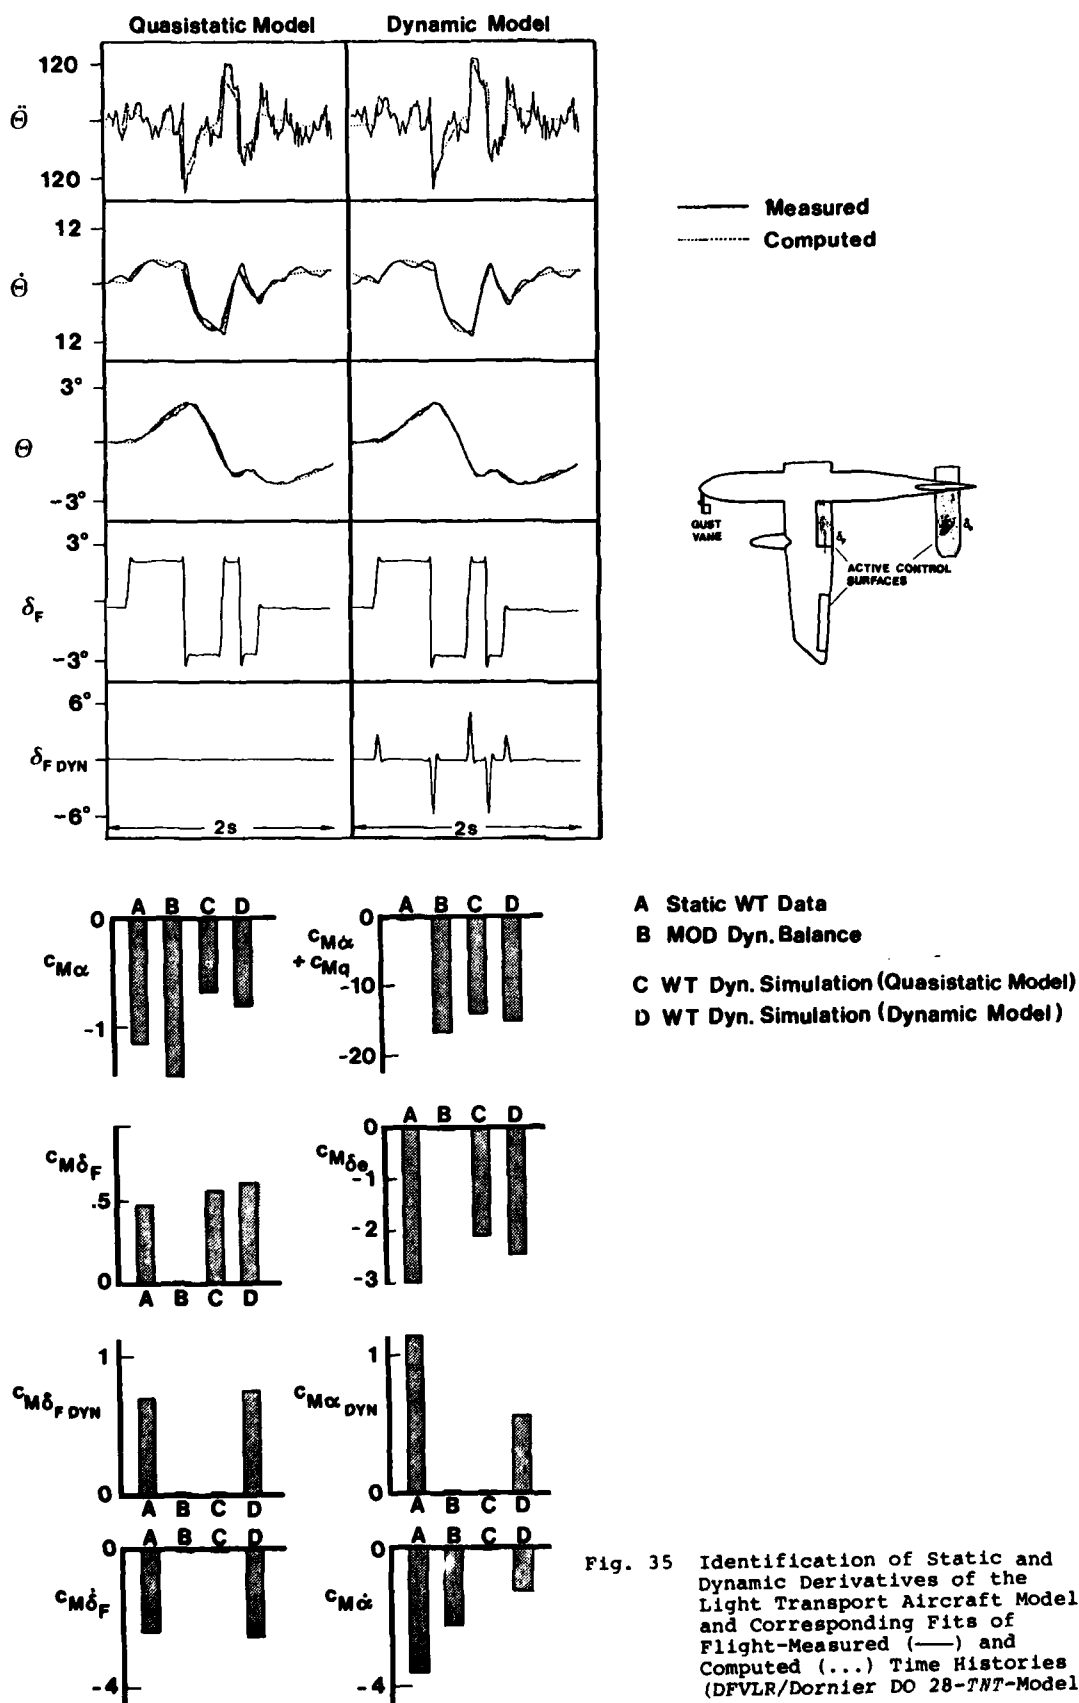 Quasistatic Model Dynamic Model
120
Θ̈
120
12
Θ̇
12
3°
Θ
-3°
3°
δF
-3°
6°
δF DYN
-6°
2s 2s
Measured
Computed
GUST
VANE
δF
δe
ACTIVE CONTROL
SURFACES
A B C D
0
CMα
-1
A B C D
0
CMα̇
+ CMq
-10
-20
A Static WT Data
B MOD Dyn. Balance
C WT Dyn. Simulation (Quasistatic Model)
D WT Dyn. Simulation (Dynamic Model)
CMδF
.5
0
A B C D
A B C D
0
CMδe
-1
-2
-3
1
CMδF DYN
0
A B C D
1
CMα DYN
0
A B C D
A B C D
0
CMδ̇F
-4
A B C D
0
CMα̇
-4
Fig. 35 Identification of Static and
Dynamic Derivatives of the
Light Transport Aircraft Model
and Corresponding Fits of
Flight-Measured (——) and
Computed (...) Time Histories
(DFVLR/Dornier DO 28-TNT-Model